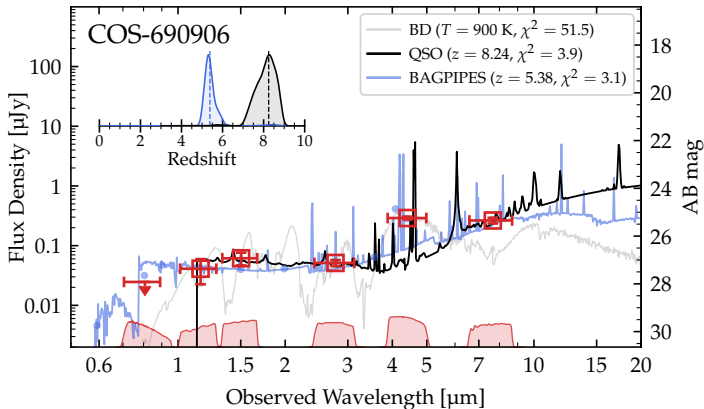 COS-690906
BD (T = 900 K, χ² = 51.5)
QSO (z = 8.24, χ² = 3.9)
BAGPIPES (z = 5.38, χ² = 3.1)
100
10
1
0.1
0.01
Flux Density [µJy]
0 2 4 6 8 10
Redshift
18
20
22
24
26
28
30
AB mag
0.6 1 1.5 2 3 4 5 7 10 15 20
Observed Wavelength [µm]